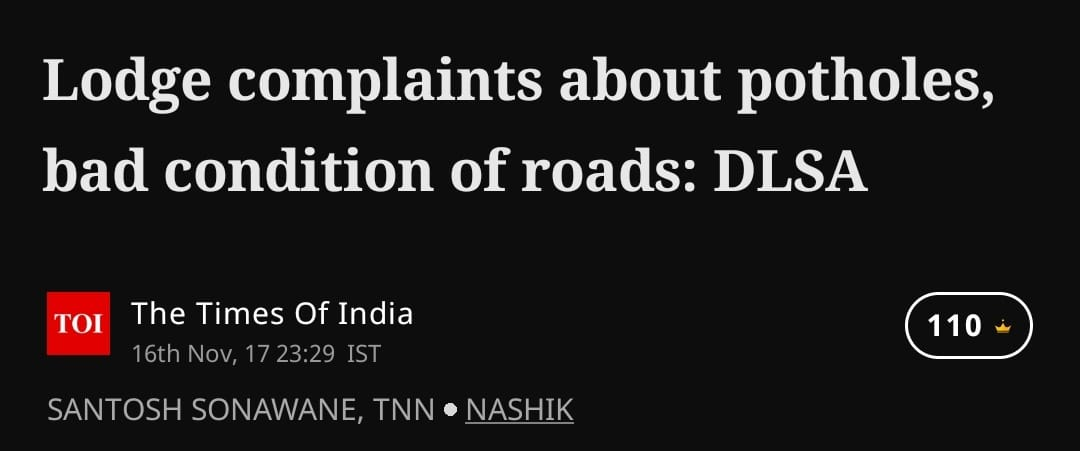 Lodge complaints about potholes,
bad condition of roads: DLSA
TOI
The Times Of India
110
16th Nov, 17 23:29 IST
SANTOSH SONAWANE, TNN • NASHIK